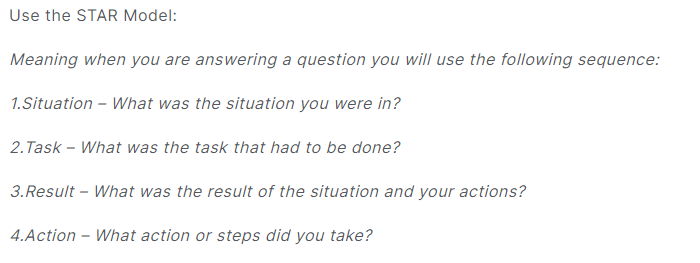 Use the STAR Model:
Meaning when you are answering a question you will use the following sequence:
1.Situation – What was the situation you were in?
2.Task – What was the task that had to be done?
3.Result – What was the result of the situation and your actions?
4.Action – What action or steps did you take?